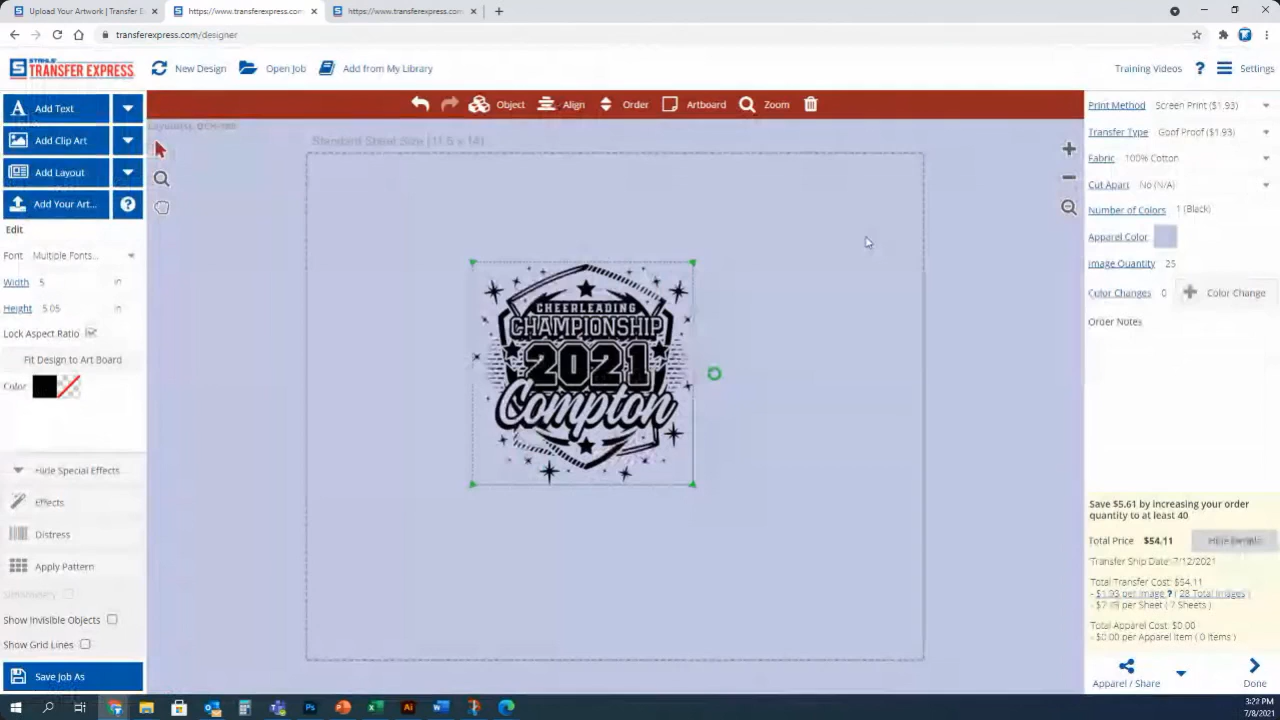 Upload Your Artwork | Transfer E
https://www.transferexpress.com
https://www.transferexpress.com
transferexpress.com/designer
STAHLS'
TRANSFER EXPRESS
New Design
Open Job
Add from My Library
Training Videos
Settings
Add Text
Add Clip Art
Add Layout
Add Your Art...
Object
Align
Order
Artboard
Zoom
Standard Sheet Size (11.5 x 14)
Edit
Font Multiple Fonts...
Width 5 in
Height 5.05 in
Lock Aspect Ratio
Fit Design to Art Board
Color
Hide Special Effects
Effects
Distress
Apply Pattern
Show Invisible Objects
Show Grid Lines
Save Job As
CHEERLEADING
CHAMPIONSHIP
2021
Compton
Print Method Screen Print ($1.93)
Transfer Type Goof Proof ($1.93)
Fabric 100% Cotton
Cut Apart No (N/A)
Number of Colors 1 (Black)
Apparel Color
Image Quantity 25
Color Changes 0 Color Change
Order Notes
Save $5.61 by increasing your order
quantity to at least 40
Total Price $54.11 Hide Details
Transfer Ship Date 7/12/2021
Total Transfer Cost: $54.11
- $1.93 per image ? ( 28 Total Images )
per Sheet ( 7 Sheets )
Total Apparel Cost: $0.00
- $0.00 per Apparel Item ( 0 Items )
Apparel / Share
Done
3:22 PM
7/8/2021